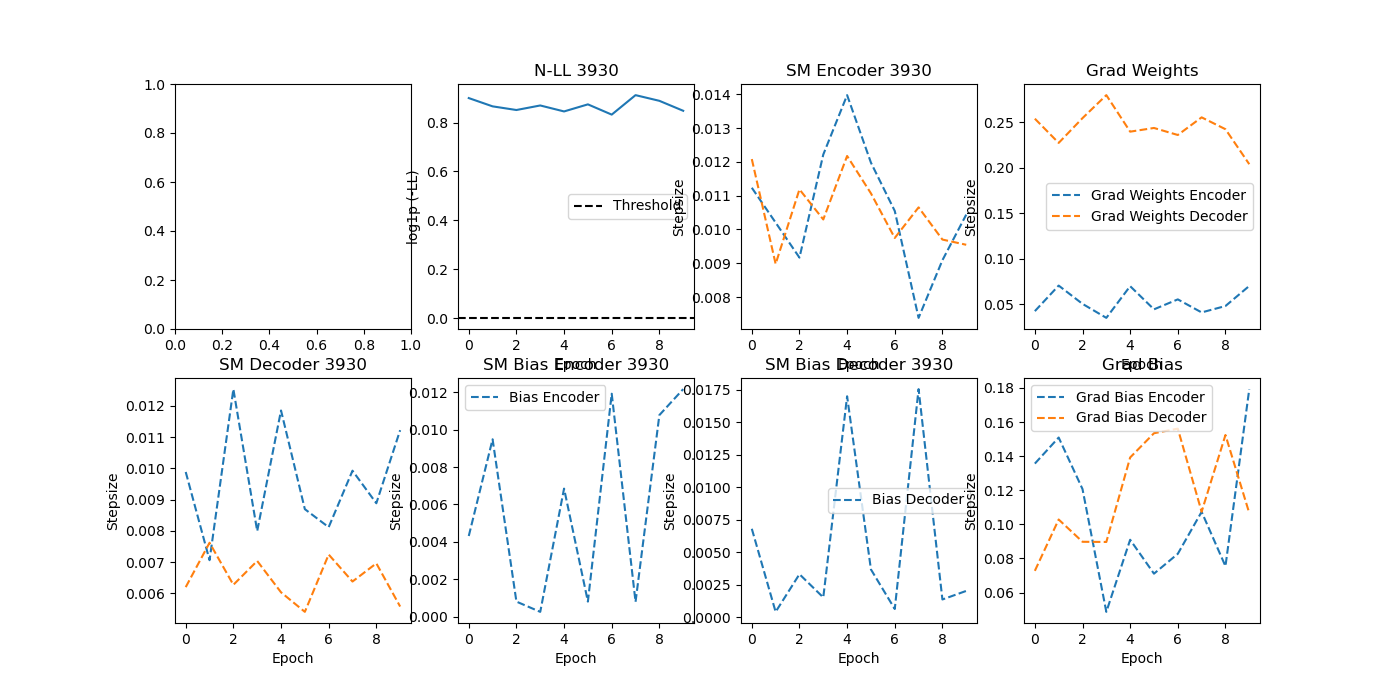 1.0
0.8
0.6
0.4
0.2
0.0
0.0 0.2 0.4 0.6 0.8 1.0
N-LL 3930
log1p (-LL)
0.8
0.6
0.4
0.2
0.0
Threshold
0 2 4 6 8
Epoch
SM Encoder 3930
Stepsize
0.014
0.013
0.012
0.011
0.010
0.009
0.008
0 2 4 6 8
Epoch
Grad Weights
Stepsize
0.25
0.20
0.15
0.10
0.05
Grad Weights Encoder
Grad Weights Decoder
0 2 4 6 8
Epoch
SM Decoder 3930
Stepsize
0.012
0.011
0.010
0.009
0.008
0.007
0.006
0 2 4 6 8
Epoch
SM Bias Encoder 3930
Stepsize
0.012
0.010
0.008
0.006
0.004
0.002
0.000
Bias Encoder
0 2 4 6 8
Epoch
SM Bias Decoder 3930
Stepsize
0.0175
0.0150
0.0125
0.0100
0.0075
0.0050
0.0025
0.0000
Bias Decoder
0 2 4 6 8
Epoch
Grad Bias
Stepsize
0.18
0.16
0.14
0.12
0.10
0.08
0.06
Grad Bias Encoder
Grad Bias Decoder
0 2 4 6 8
Epoch